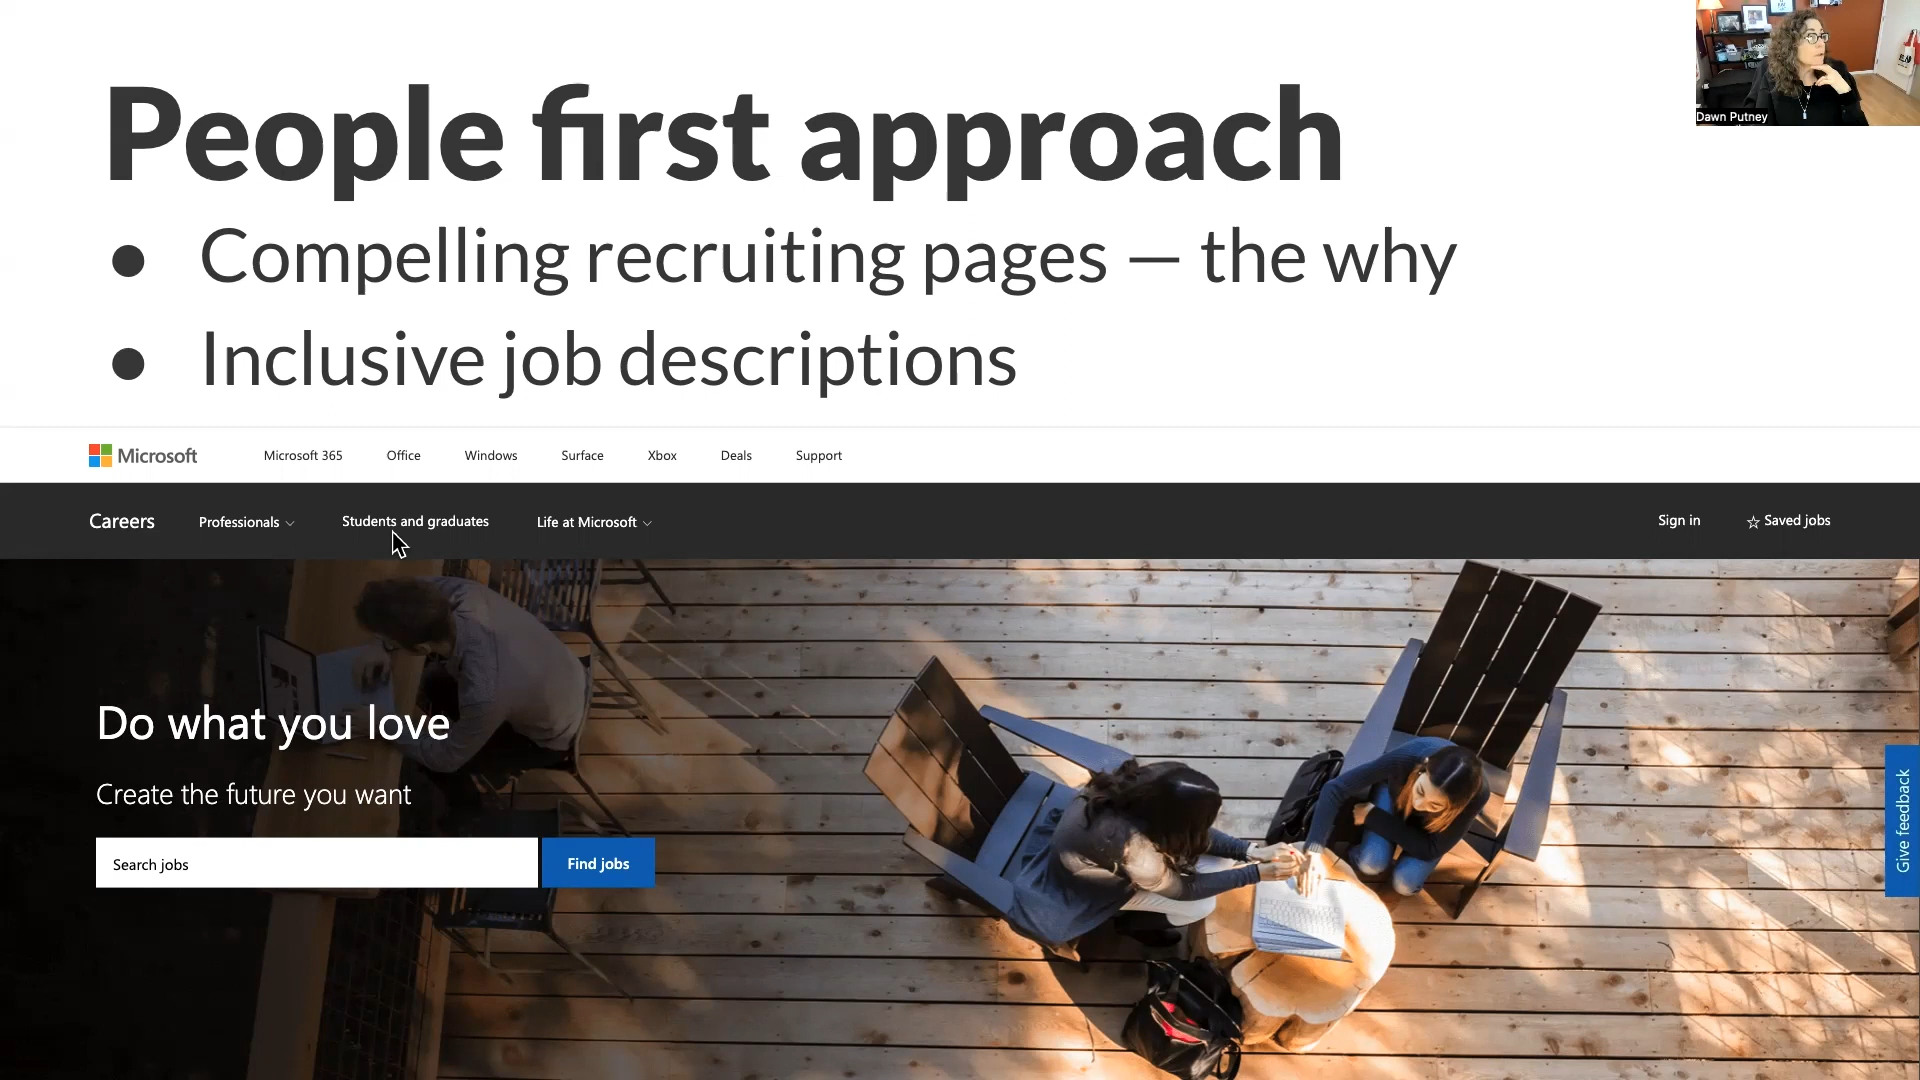 People first approach
● Compelling recruiting pages — the why
● Inclusive job descriptions
Dawn Putney
Microsoft
Microsoft 365 Office Windows Surface Xbox Deals Support
Careers Professionals Students and graduates Life at Microsoft Sign in Saved jobs
Do what you love
Create the future you want
Search jobs Find jobs
Give feedback